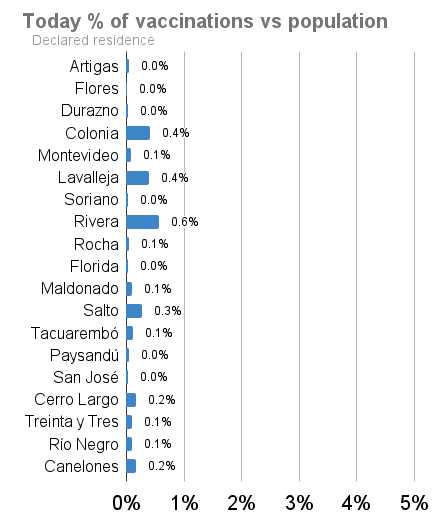 Today % of vaccinations vs population
Declared residence
Artigas 0.0%
Flores 0.0%
Durazno 0.0%
Colonia 0.4%
Montevideo 0.1%
Lavalleja 0.4%
Soriano 0.0%
Rivera 0.6%
Rocha 0.1%
Florida 0.0%
Maldonado 0.1%
Salto 0.3%
Tacuarembó 0.1%
Paysandú 0.0%
San José 0.0%
Cerro Largo 0.2%
Treinta y Tres 0.1%
Río Negro 0.1%
Canelones 0.2%
0% 1% 2% 3% 4% 5%